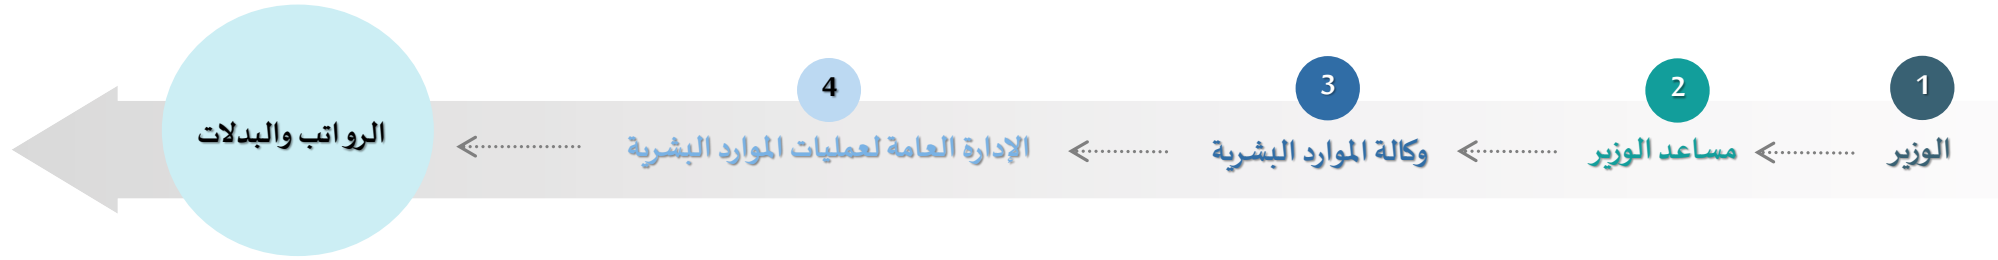 1
الوزير
2
مساعد الوزير
3
وكالة الموارد البشرية
4
الإدارة العامة لعمليات الموارد البشرية
الرواتب والبدلات